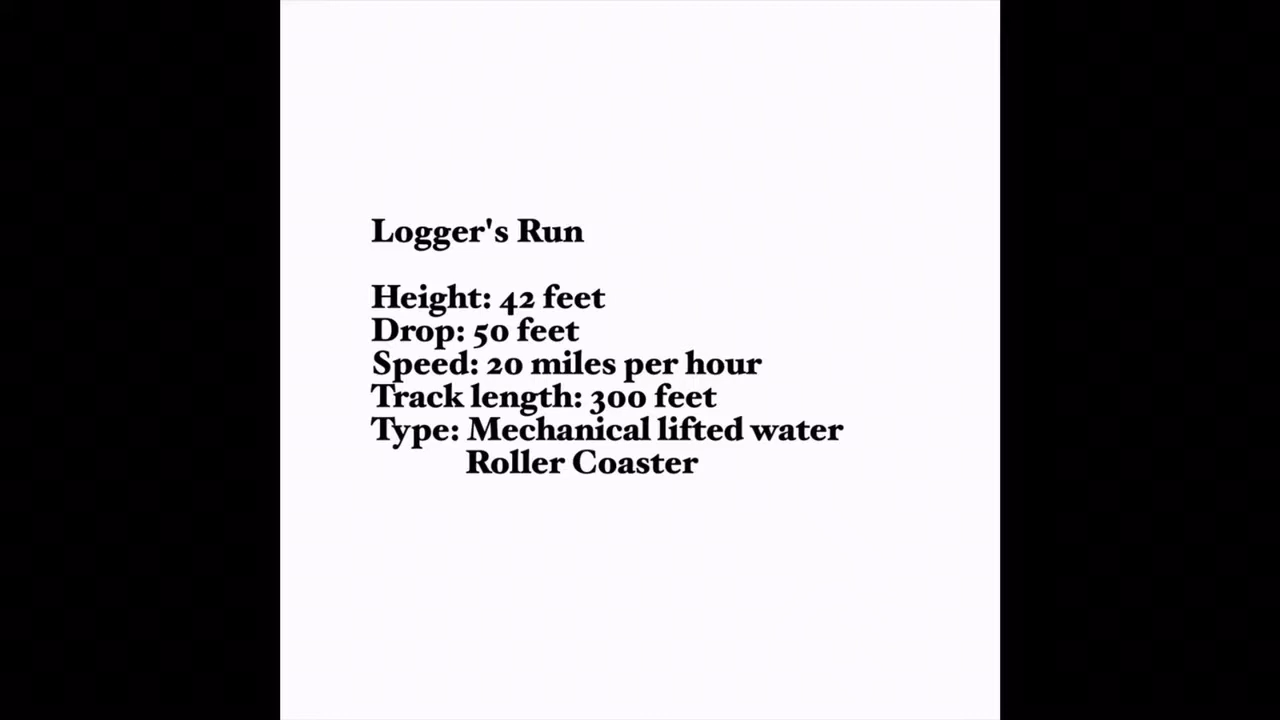 Logger's Run
Height: 42 feet
Drop: 50 feet
Speed: 20 miles per hour
Track length: 300 feet
Type: Mechanical lifted water
Roller Coaster